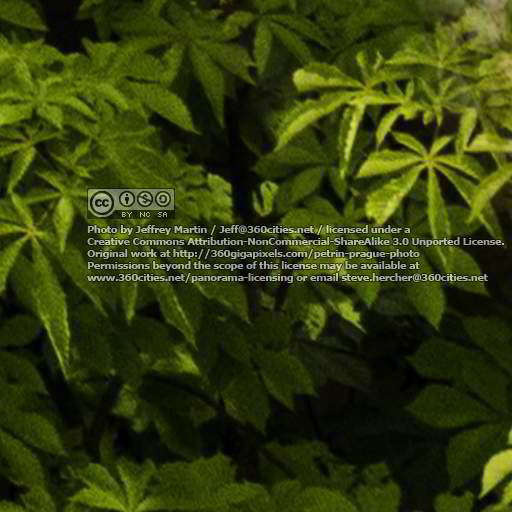 cc
BY NC SA
Photo by Jeffrey Martin / Jeff@360cities.net / licensed under a
Creative Commons Attribution-NonCommercial-ShareAlike 3.0 Unported License.
Original work at http://360gigapixels.com/petrin-prague-photo
Permissions beyond the scope of this license may be available at
www.360cities.net/panorama-licensing or email steve.hercher@360cities.net